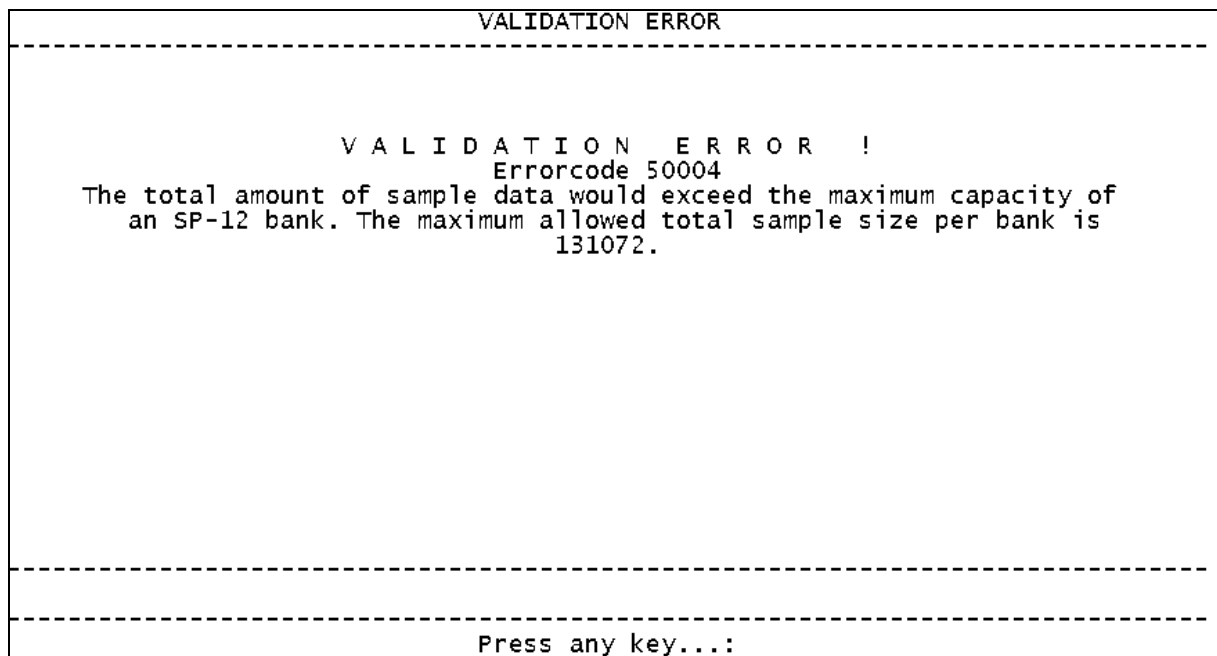 VALIDATION ERROR
--------------------------------------------------------------------------------
V A L I D A T I O N   E R R O R   !
Errorcode 50004
The total amount of sample data would exceed the maximum capacity of
an SP-12 bank. The maximum allowed total sample size per bank is
131072.
--------------------------------------------------------------------------------
--------------------------------------------------------------------------------
Press any key...: